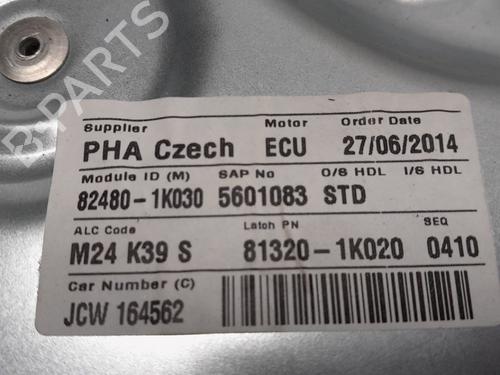 B-PARTS
Supplier Motor Order Date
PHA Czech ECU 27/06/2014
Module ID (M) SAP No O/S HDL I/S HDL
82480-1K030 5601083 STD
ALC Code Latch PN SEQ
M24 K39 S 81320-1K020 0410
Car Number (C)
JCW 164562